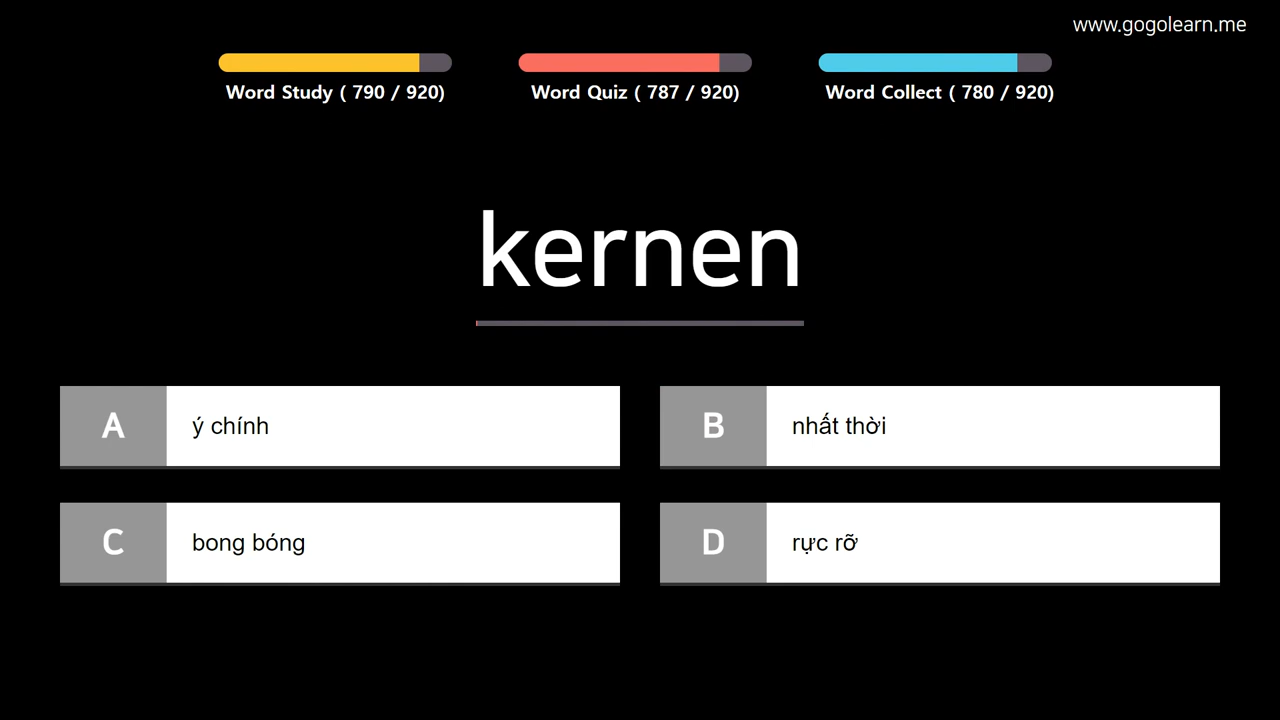 www.gogolearn.me
Word Study ( 790 / 920)
Word Quiz ( 787 / 920)
Word Collect ( 780 / 920)
kernen
A ý chính
B nhất thời
C bong bóng
D rực rỡ